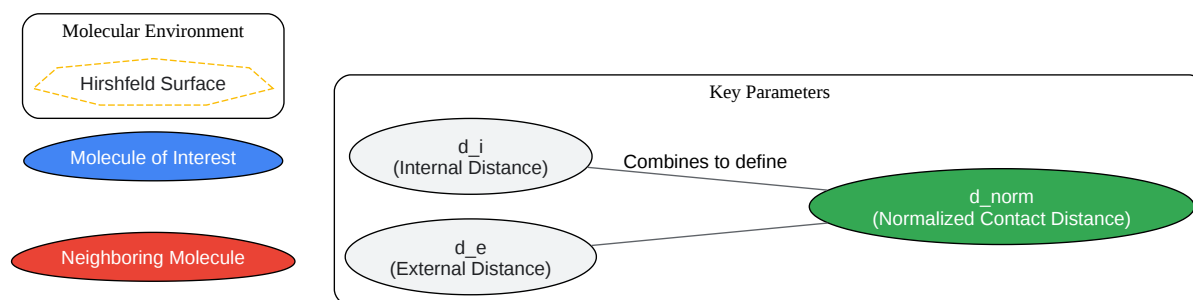 Molecular Environment
Hirshfeld Surface
Molecule of Interest
Neighboring Molecule
Key Parameters
d_i
(Internal Distance)
Combines to define
d_norm
(Normalized Contact Distance)
d_e
(External Distance)